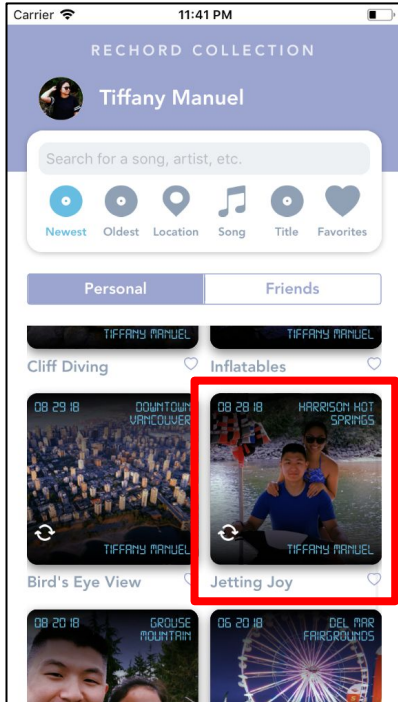 Carrier 11:41 PM
RECHORD COLLECTION
Tiffany Manuel
Search for a song, artist, etc.
Newest Oldest Location Song Title Favorites
Personal Friends
TIFFANY MANUEL TIFFANY MANUEL
Cliff Diving Inflatables
08 29 18 DOWNTOWN
VANCOUVER
TIFFANY MANUEL
Bird's Eye View
08 28 18 HARRISON HOT
SPRINGS
TIFFANY MANUEL
Jetting Joy
08 20 18 GROUSE
MOUNTAIN
06 20 18 DEL MAR
FAIRGROUNDS